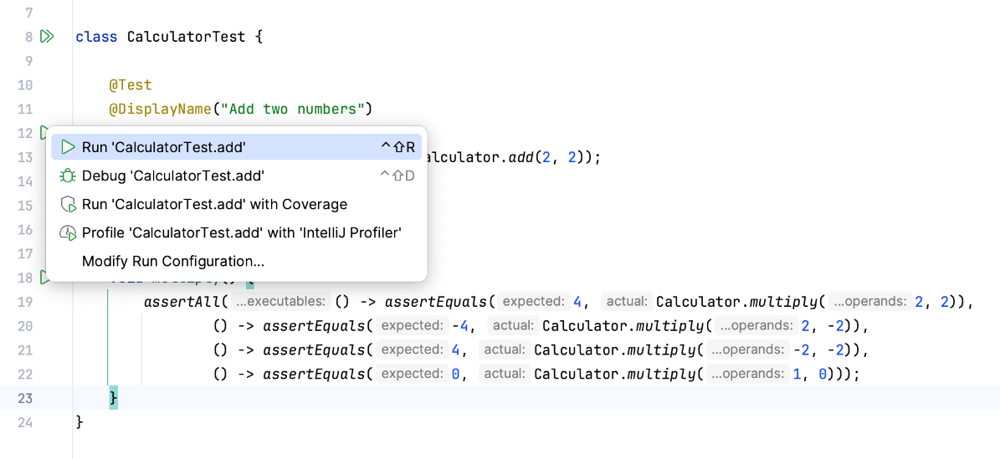 7
8 class CalculatorTest {
9
10 @Test
11 @DisplayName("Add two numbers")
12
Run 'CalculatorTest.add' ^⇧R
13 alculator.add(2, 2));
Debug 'CalculatorTest.add' ^⇧D
14
15
Run 'CalculatorTest.add' with Coverage
16
Profile 'CalculatorTest.add' with 'IntelliJ Profiler'
17
Modify Run Configuration...
18
19 assertAll( ...executables: () -> assertEquals( expected: 4, actual: Calculator.multiply( ...operands: 2, 2)),
20 () -> assertEquals( expected: -4, actual: Calculator.multiply( ...operands: 2, -2)),
21 () -> assertEquals( expected: 4, actual: Calculator.multiply( ...operands: -2, -2)),
22 () -> assertEquals( expected: 0, actual: Calculator.multiply( ...operands: 1, 0)));
23 }
24 }